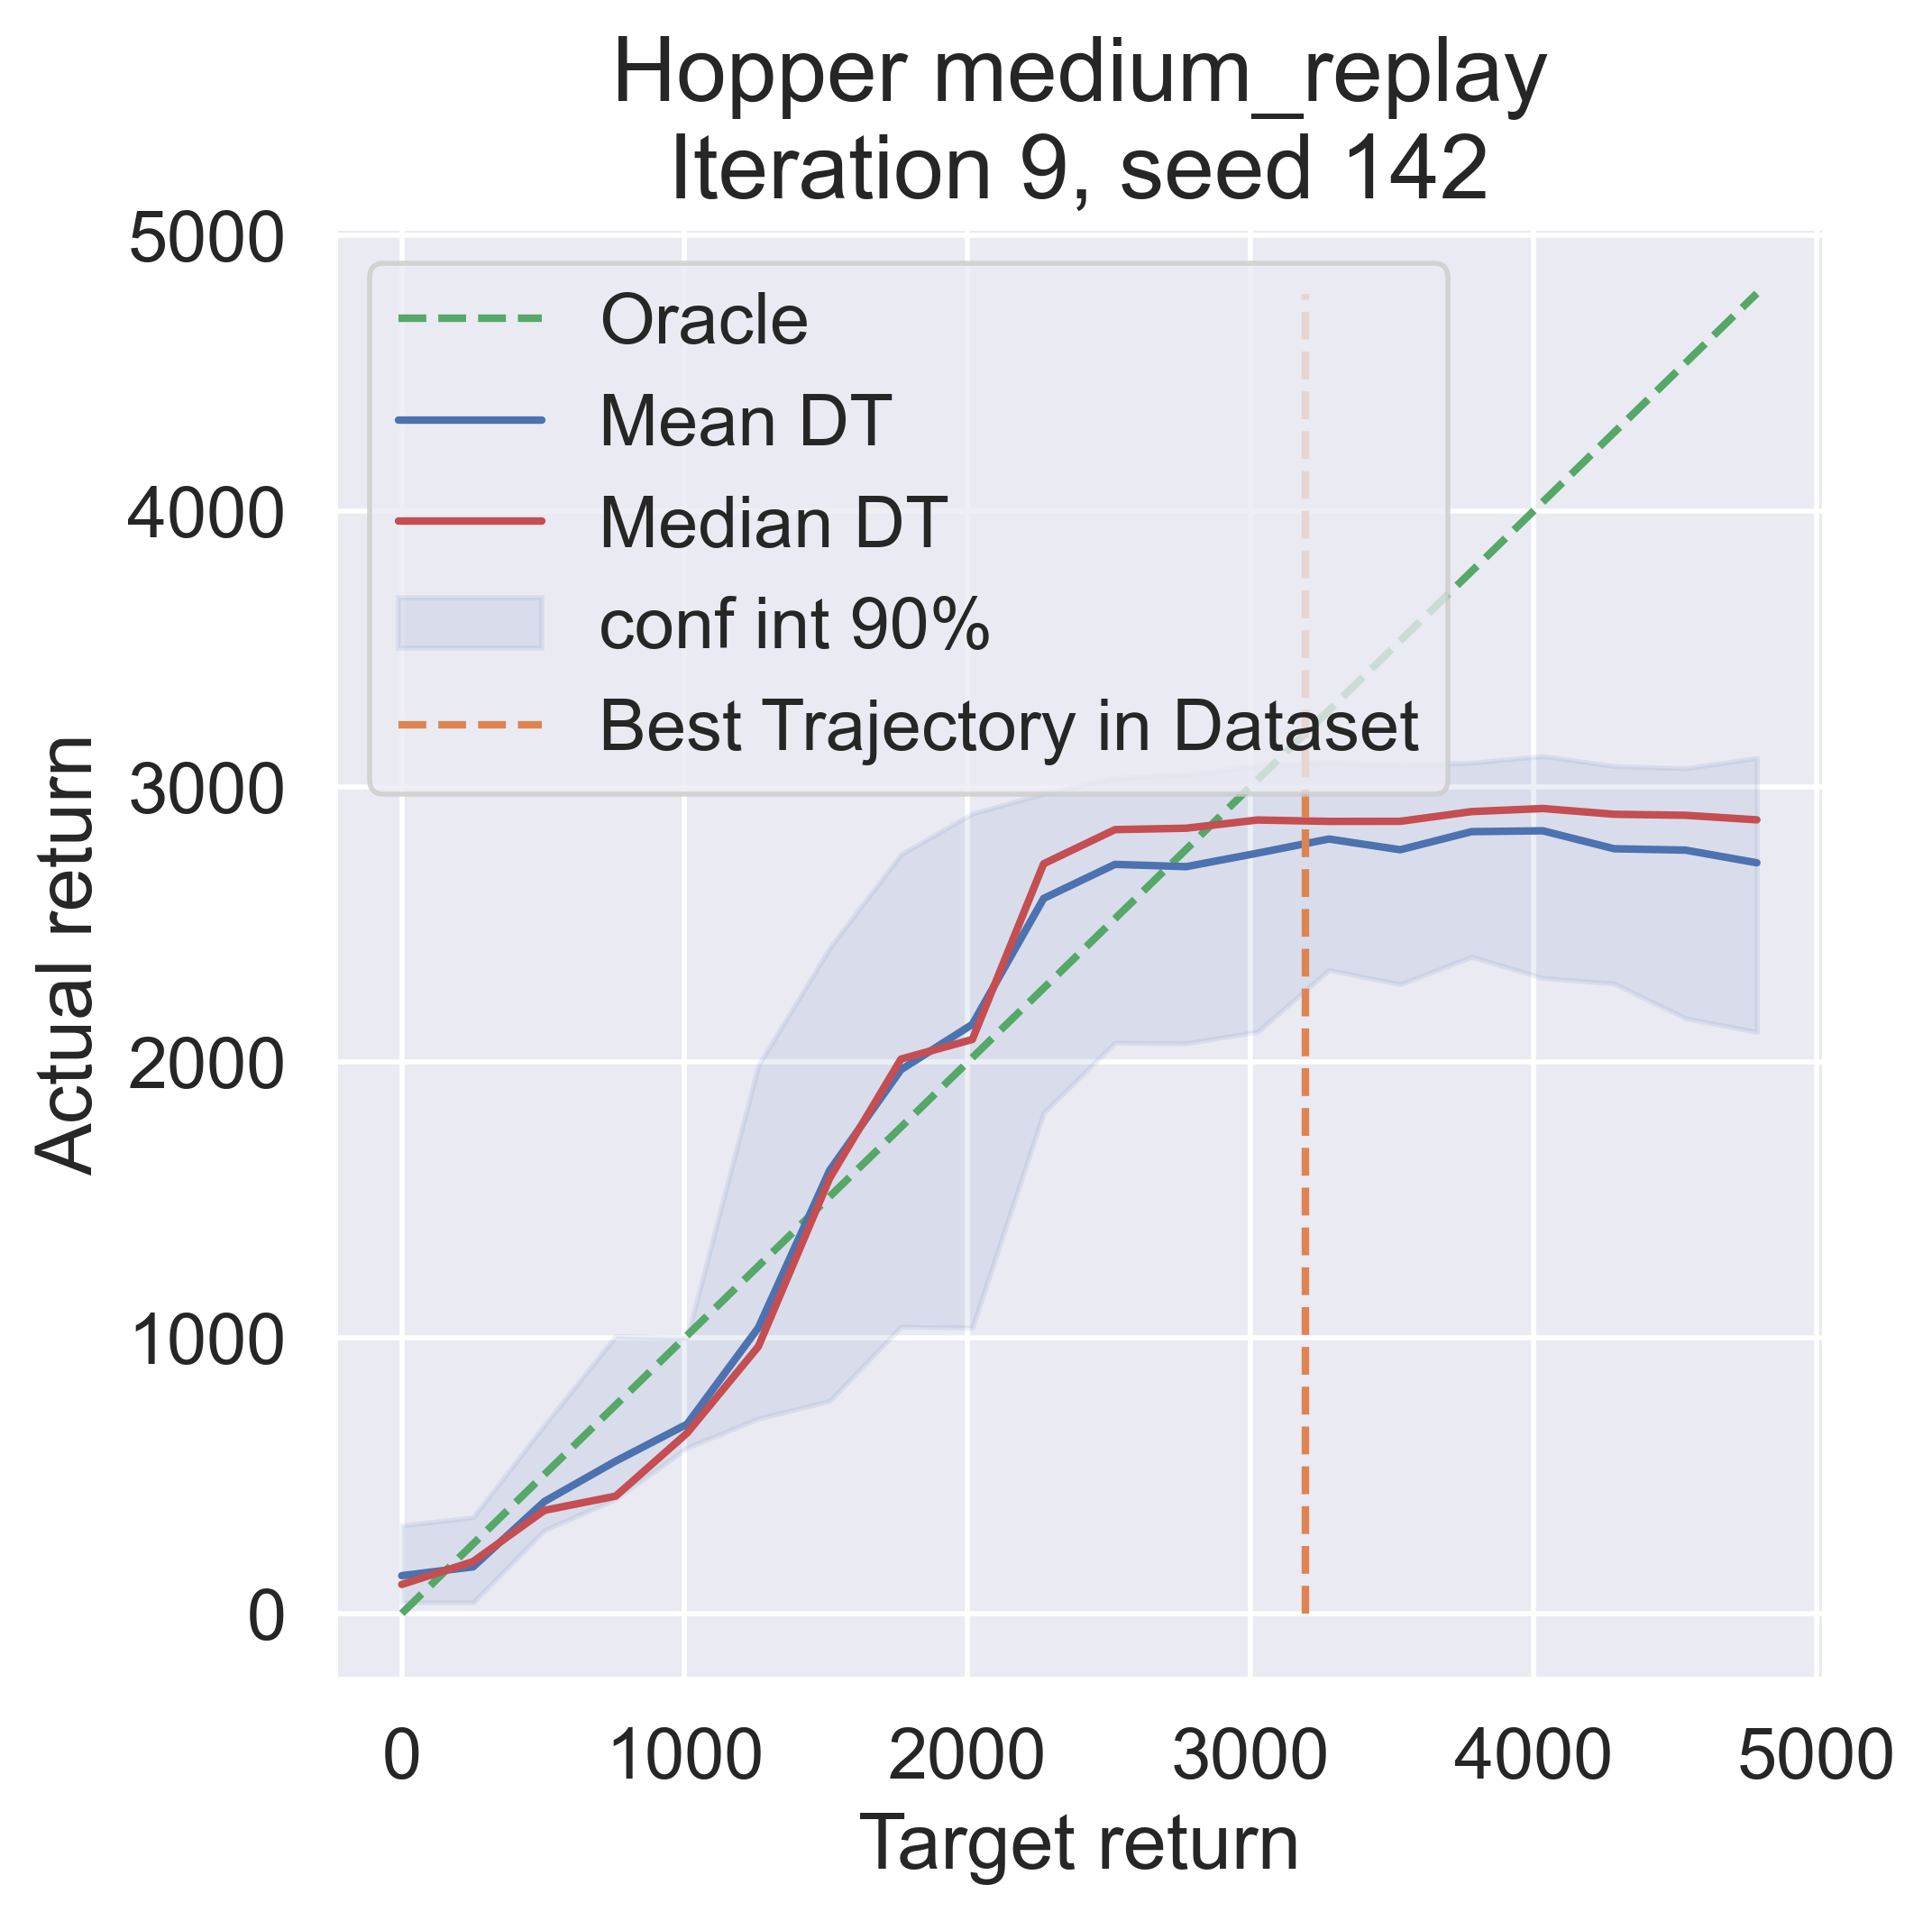 Hopper medium_replay
Iteration 9, seed 142
5000
4000
3000
2000
1000
0
Actual return
Oracle
Mean DT
Median DT
conf int 90%
Best Trajectory in Dataset
0 1000 2000 3000 4000 5000
Target return